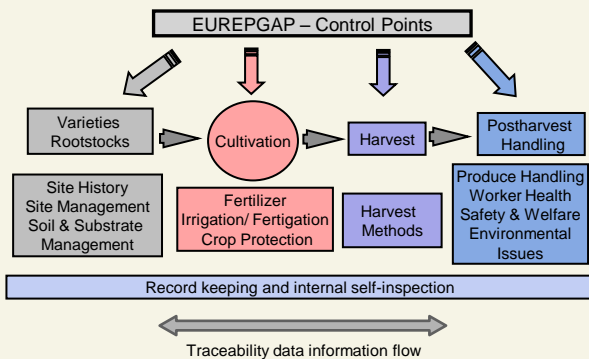 EUREPGAP – Control Points
Varieties
Rootstocks
Cultivation
Harvest
Postharvest
Handling
Site History
Site Management
Soil & Substrate
Management
Fertilizer
Irrigation/ Fertigation
Crop Protection
Harvest
Methods
Produce Handling
Worker Health
Safety & Welfare
Environmental
Issues
Record keeping and internal self-inspection
Traceability data information flow